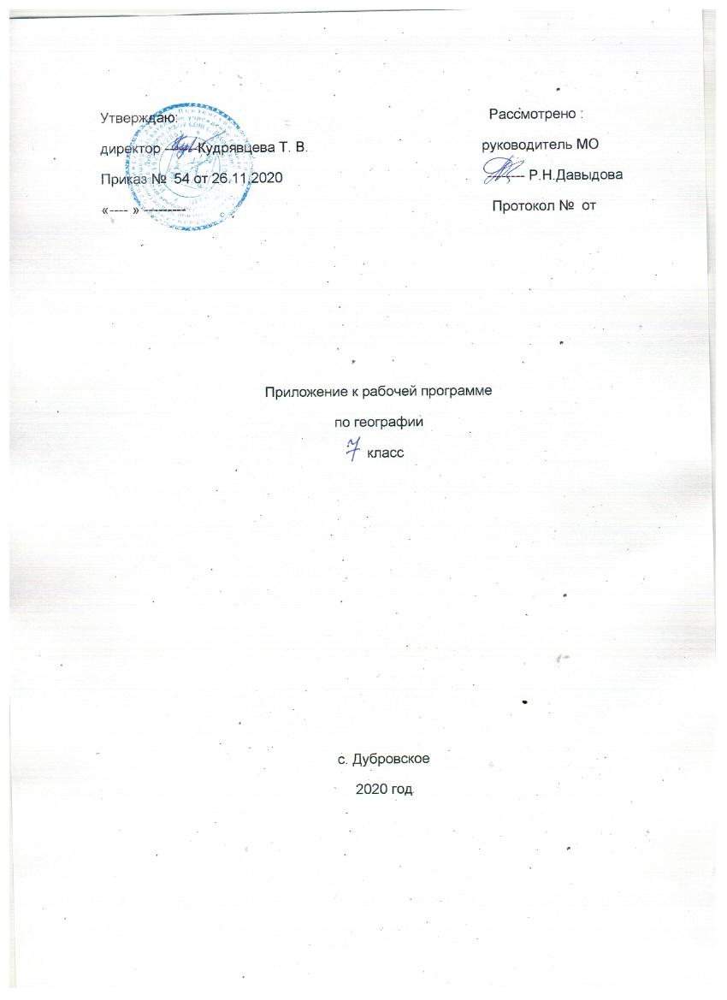 Утверждаю:
директор ------Кудрявцева Т. В.
Приказ № 54 от 26.11.2020
«---- » ---------
Рассмотрено :
руководитель МО
-------- Р.Н.Давыдова
Протокол № от
Приложение к рабочей программе
по географии
7 класс
с. Дубровское
2020 год